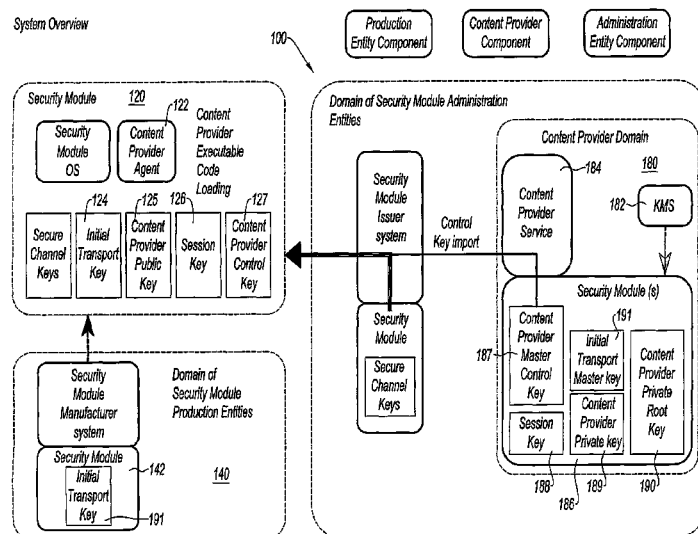 System Overview
100
Production
Entity Component
Content Provider
Component
Administration
Entity Component
Security Module
120
122
Security
Module
OS
Content
Provider
Agent
Content
Provider
Executable
Code
Loading
124
125
126
127
Secure
Channel
Keys
Initial
Transport
Key
Content
Provider
Public
Key
Session
Key
Content
Provider
Control
Key
Security
Module
Manufacturer
system
Domain of
Security Module
Production Entities
Security Module
142
140
Initial
Transport
Key
191
Domain of Security Module Administration
Entities
Security
Module
Issuer
system
Control
Key import
Security
Module
Secure
Channel
Keys
Content Provider Domain
184
180
Content
Provider
Service
182
KMS
Security Module (s)
187
Content
Provider
Master
Control
Key
191
Initial
Transport
Master key
Content
Provider
Private
Root
Key
Session
Key
Content
Provider
Private key
188
186
189
190